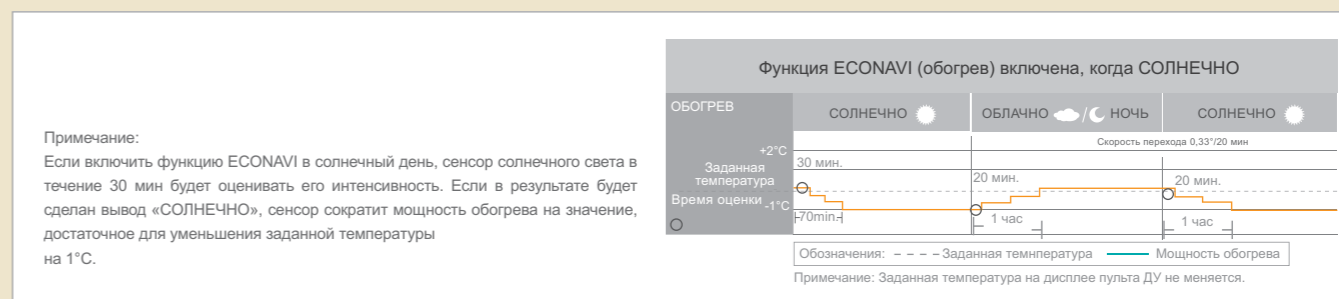 Примечание:
Если включить функцию ECONAVI в солнечный день, сенсор солнечного света в
течение 30 мин будет оценивать его интенсивность. Если в результате будет
сделан вывод «СОЛНЕЧНО», сенсор сократит мощность обогрева на значение,
достаточное для уменьшения заданной температуры
на 1°C.
Функция ECONAVI (обогрев) включена, когда СОЛНЕЧНО
ОБОГРЕВ
СОЛНЕЧНО
ОБЛАЧНО / НОЧЬ
СОЛНЕЧНО
Скорость перехода 0,33°/20 мин
+2°C
Заданная
температура
Время оценки
-1°C
30 мин.
70min.
20 мин.
1 час
20 мин.
1 час
Обозначения: - - - - Заданная темнпература —— Мощность обогрева
Примечание: Заданная температура на дисплее пульта ДУ не меняется.